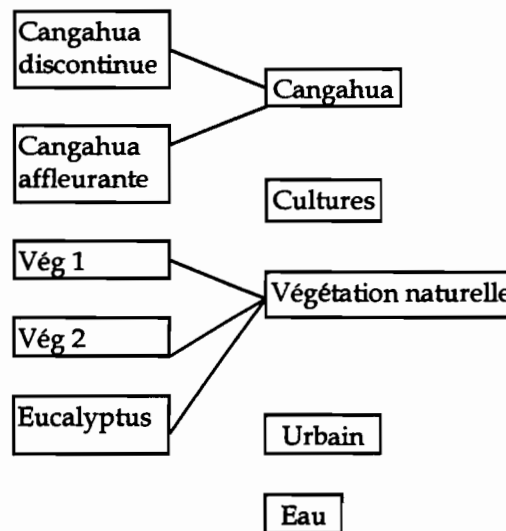 Cangahua
discontinue
Cangahua
Cangahua
affleurante
Cultures
Vég 1
Végétation naturelle
Vég 2
Eucalyptus
Urbain
Eau